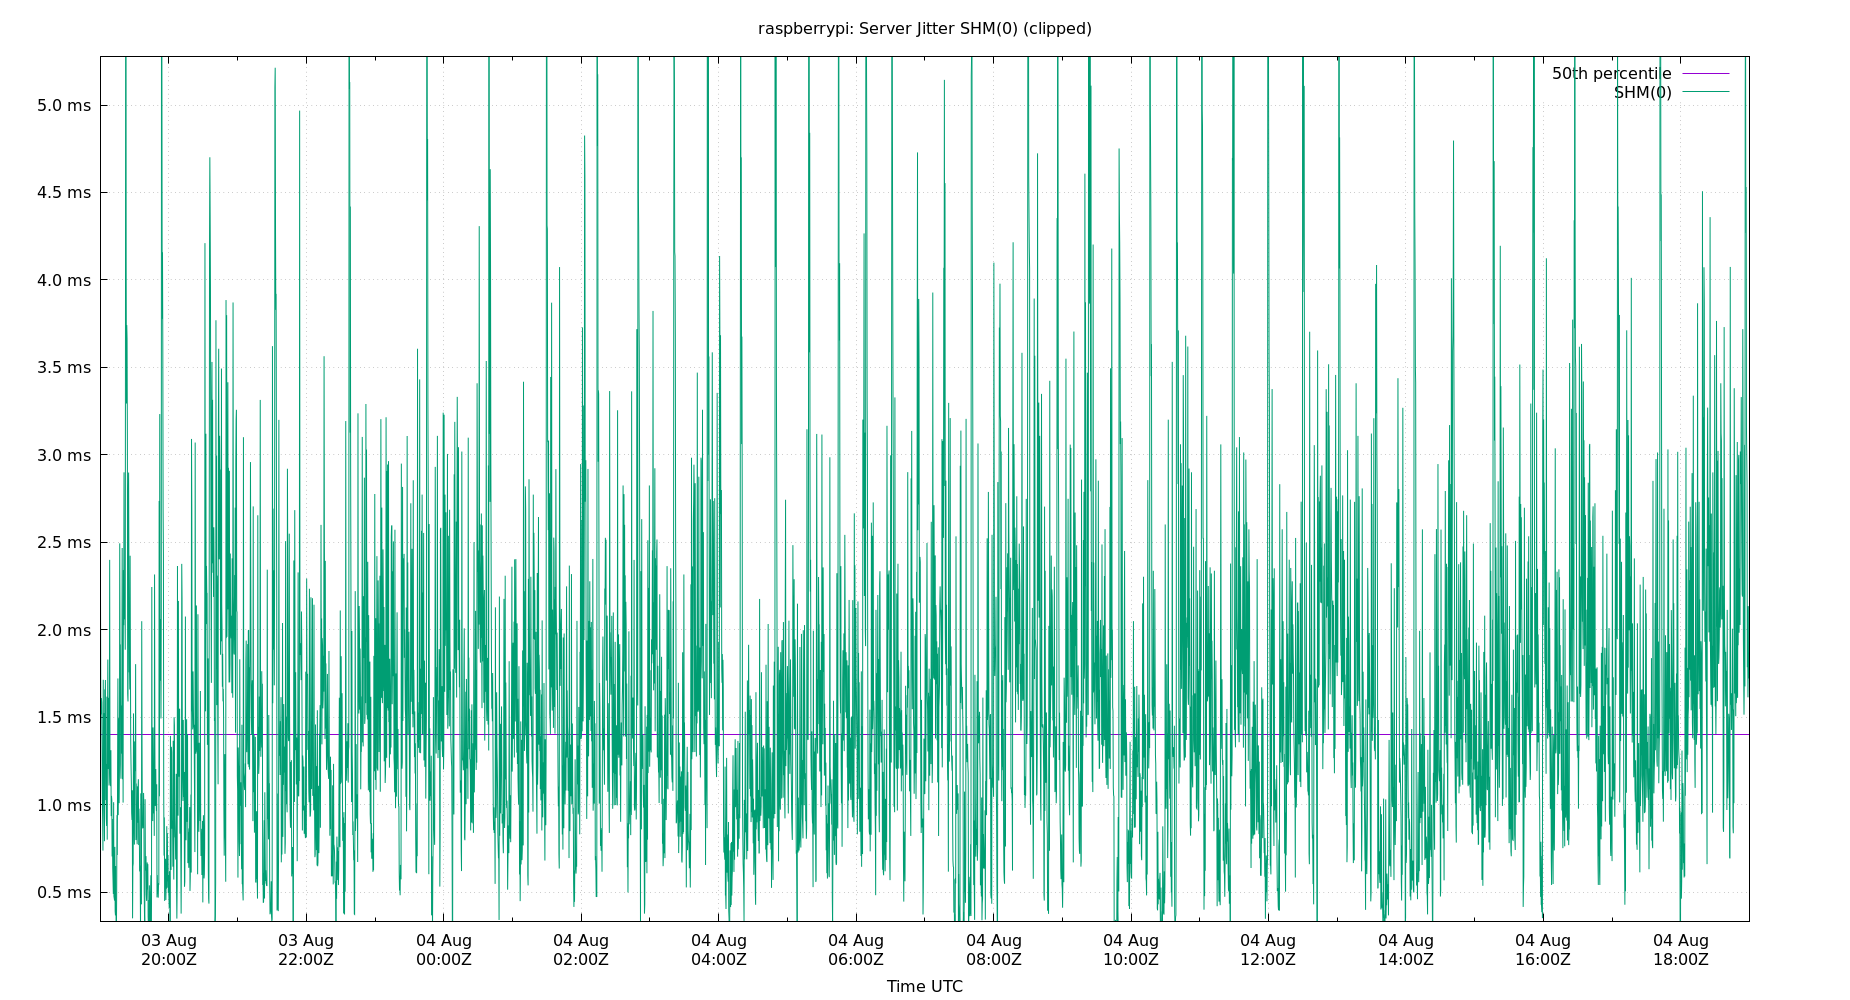 raspberrypi: Server Jitter SHM(0) (clipped)
50th percentile
SHM(0)
5.0 ms
4.5 ms
4.0 ms
3.5 ms
3.0 ms
2.5 ms
2.0 ms
1.5 ms
1.0 ms
0.5 ms
03 Aug 03 Aug 04 Aug 04 Aug 04 Aug 04 Aug 04 Aug 04 Aug 04 Aug 04 Aug 04 Aug 04 Aug
20:00Z 22:00Z 00:00Z 02:00Z 04:00Z 06:00Z 08:00Z 10:00Z 12:00Z 14:00Z 16:00Z 18:00Z
Time UTC